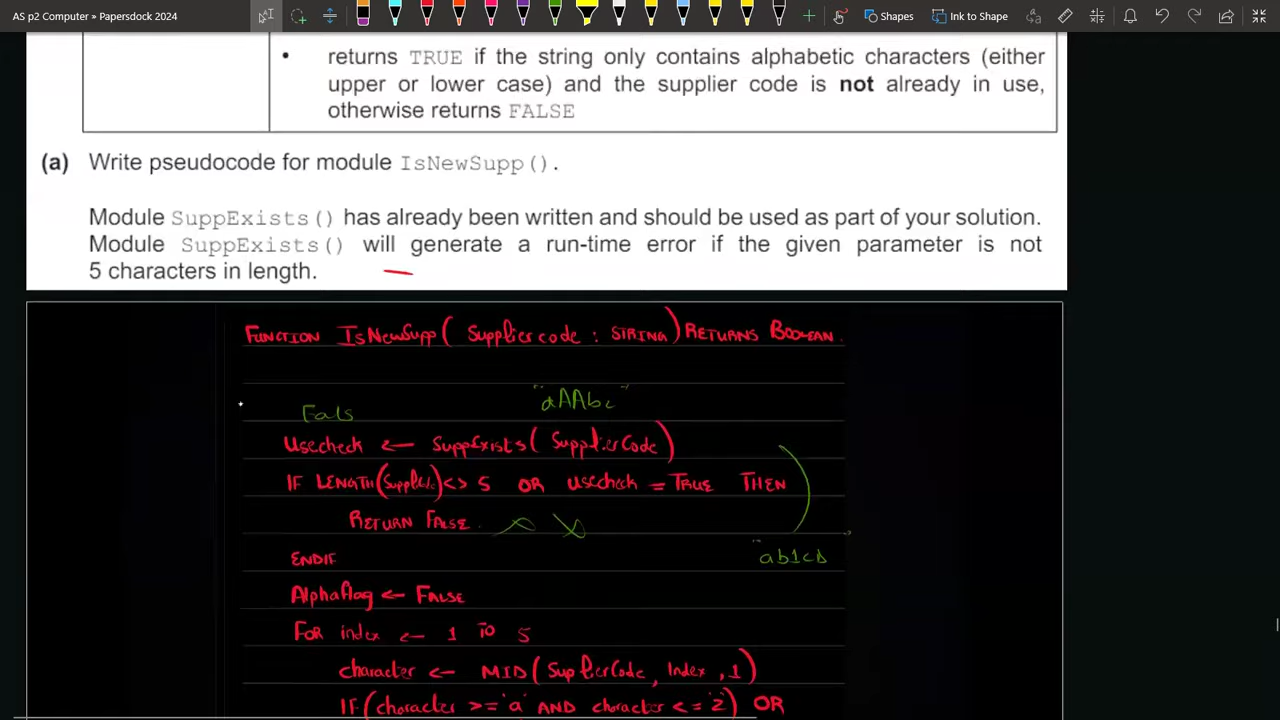 AS p2 Computer » Papersdock 2024
Shapes
Ink to Shape
• returns TRUE if the string only contains alphabetic characters (either
upper or lower case) and the supplier code is not already in use,
otherwise returns FALSE
(a) Write pseudocode for module IsNewSupp().
Module SuppExists() has already been written and should be used as part of your solution.
Module SuppExists() will generate a run-time error if the given parameter is not
5 characters in length.
FUNCTION IsNewSupp( Suppliercode : STRING) RETURNS BOOLEAN.
"aAAbc"
Fals
Usecheck ← SuppExists( SupplierCode)
IF LENGTH( )<> 5 OR usecheck = TRUE THEN
RETURN FALSE.
"ab1cD"
ENDIF
Alphaflag ← FALSE
FOR index ← 1 TO 5
character ← MID( SupplierCode, Index, 1)
IF(character >= 'a' AND character <= 'z') OR